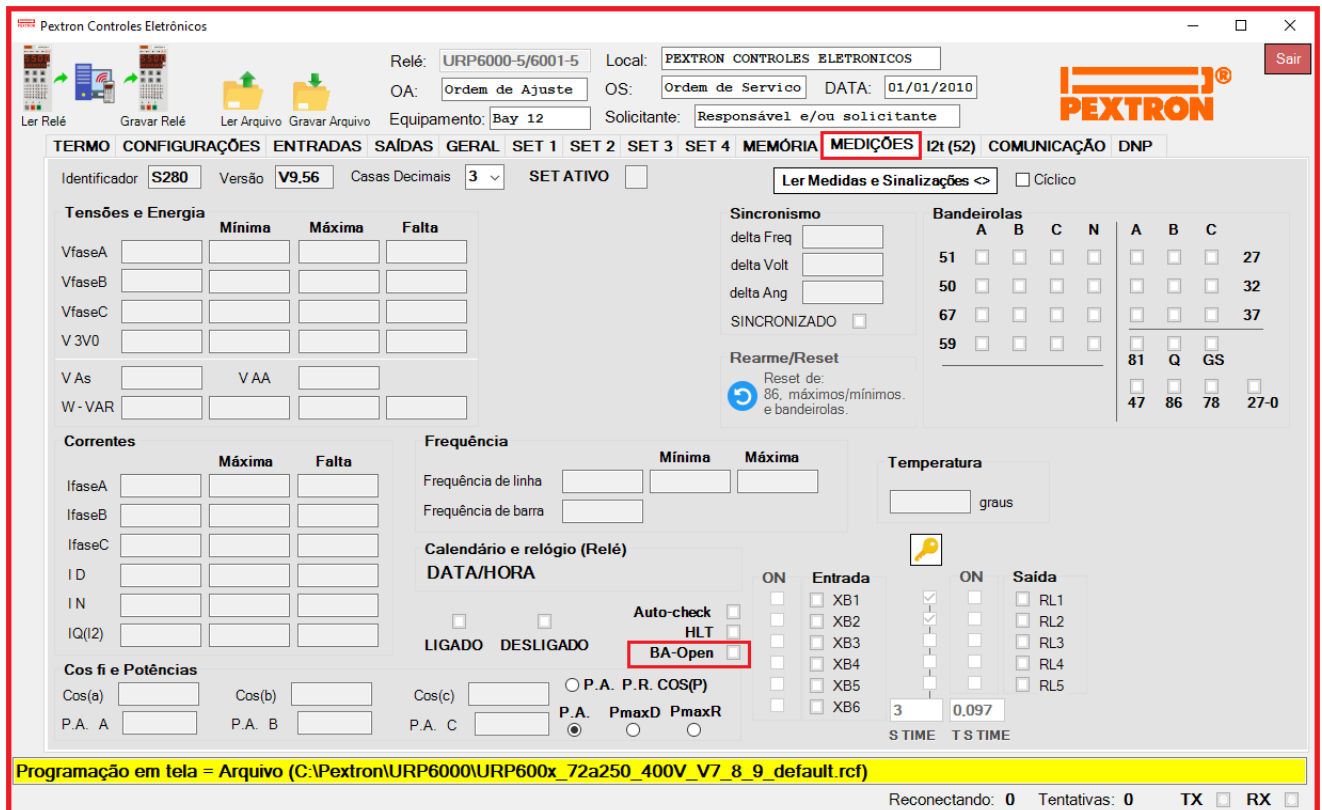 Pextron Controles Eletrônicos
Sair
Relé: URP6000-5/6001-5 Local: PEXTRON CONTROLES ELETRONICOS
OA: Ordem de Ajuste OS: Ordem de Servico DATA: 01/01/2010
Equipamento: Bay 12 Solicitante: Responsável e/ou solicitante
Ler Relé Gravar Relé Ler Arquivo Gravar Arquivo
PEXTRON
TERMO CONFIGURAÇÕES ENTRADAS SAÍDAS GERAL SET 1 SET 2 SET 3 SET 4 MEMÓRIA MEDIÇÕES I2t (52) COMUNICAÇÃO DNP
Identificador S280 Versão V9,56 Casas Decimais 3 SET ATIVO Ler Medidas e Sinalizações <> Cíclico
Tensões e Energia
Mínima Máxima Falta
VfaseA
VfaseB
VfaseC
V 3V0
V As V AA
W - VAR
Sincronismo
delta Freq
delta Volt
delta Ang
SINCRONIZADO
Rearme/Reset
Reset de:
86, máximos/mínimos.
e bandeirolas.
Bandeirolas
A B C N A B C
51 27
50 32
67 37
59
81 Q GS
47 86 78 27-0
Correntes
Máxima Falta
IfaseA
IfaseB
IfaseC
I D
I N
IQ(I2)
Frequência
Mínima Máxima
Frequência de linha
Frequência de barra
Temperatura
graus
Calendário e relógio (Relé)
DATA/HORA
LIGADO DESLIGADO
Auto-check
HLT
BA-Open
ON Entrada
XB1
XB2
XB3
XB4
XB5
XB6
ON Saída
RL1
RL2
RL3
RL4
RL5
3 0,097
S TIME T S TIME
Cos fi e Potências
Cos(a) Cos(b) Cos(c)
P.A. A P.A. B P.A. C
P.A. P.R. COS(P)
P.A. PmaxD PmaxR
Programação em tela = Arquivo (C:\Pextron\URP6000\URP600x_72a250_400V_V7_8_9_default.rcf)
Reconectando: 0 Tentativas: 0 TX RX